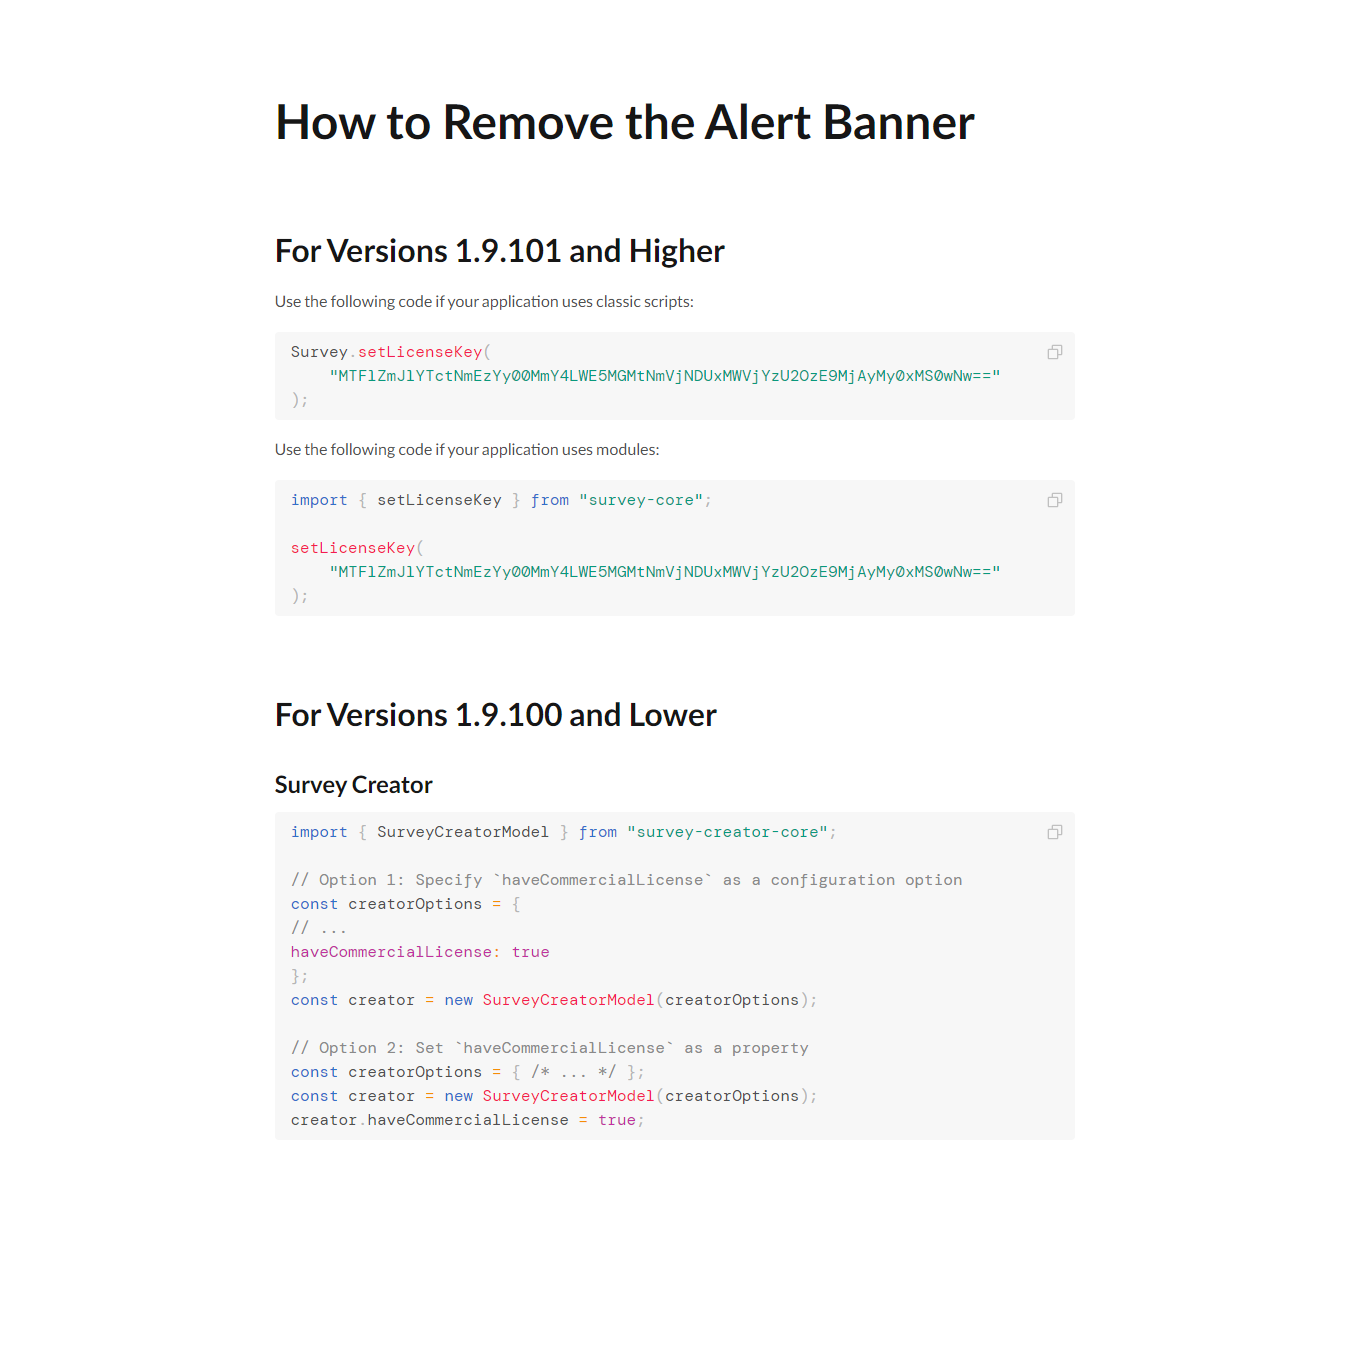 How to Remove the Alert Banner
For Versions 1.9.101 and Higher
Use the following code if your application uses classic scripts:
Survey.setLicenseKey(
"MTFlZmJlYTctNmEzYy00MmY4LWE5MGMtNmVjNDUxMWVjYzU2OzE9MjAyMy0xMS0wNw=="
);
Use the following code if your application uses modules:
import { setLicenseKey } from "survey-core";
setLicenseKey(
"MTFlZmJlYTctNmEzYy00MmY4LWE5MGMtNmVjNDUxMWVjYzU2OzE9MjAyMy0xMS0wNw=="
);
For Versions 1.9.100 and Lower
Survey Creator
import { SurveyCreatorModel } from "survey-creator-core";
// Option 1: Specify `haveCommercialLicense` as a configuration option
const creatorOptions = {
// ...
haveCommercialLicense: true
};
const creator = new SurveyCreatorModel(creatorOptions);
// Option 2: Set `haveCommercialLicense` as a property
const creatorOptions = { /* ... */ };
const creator = new SurveyCreatorModel(creatorOptions);
creator.haveCommercialLicense = true;